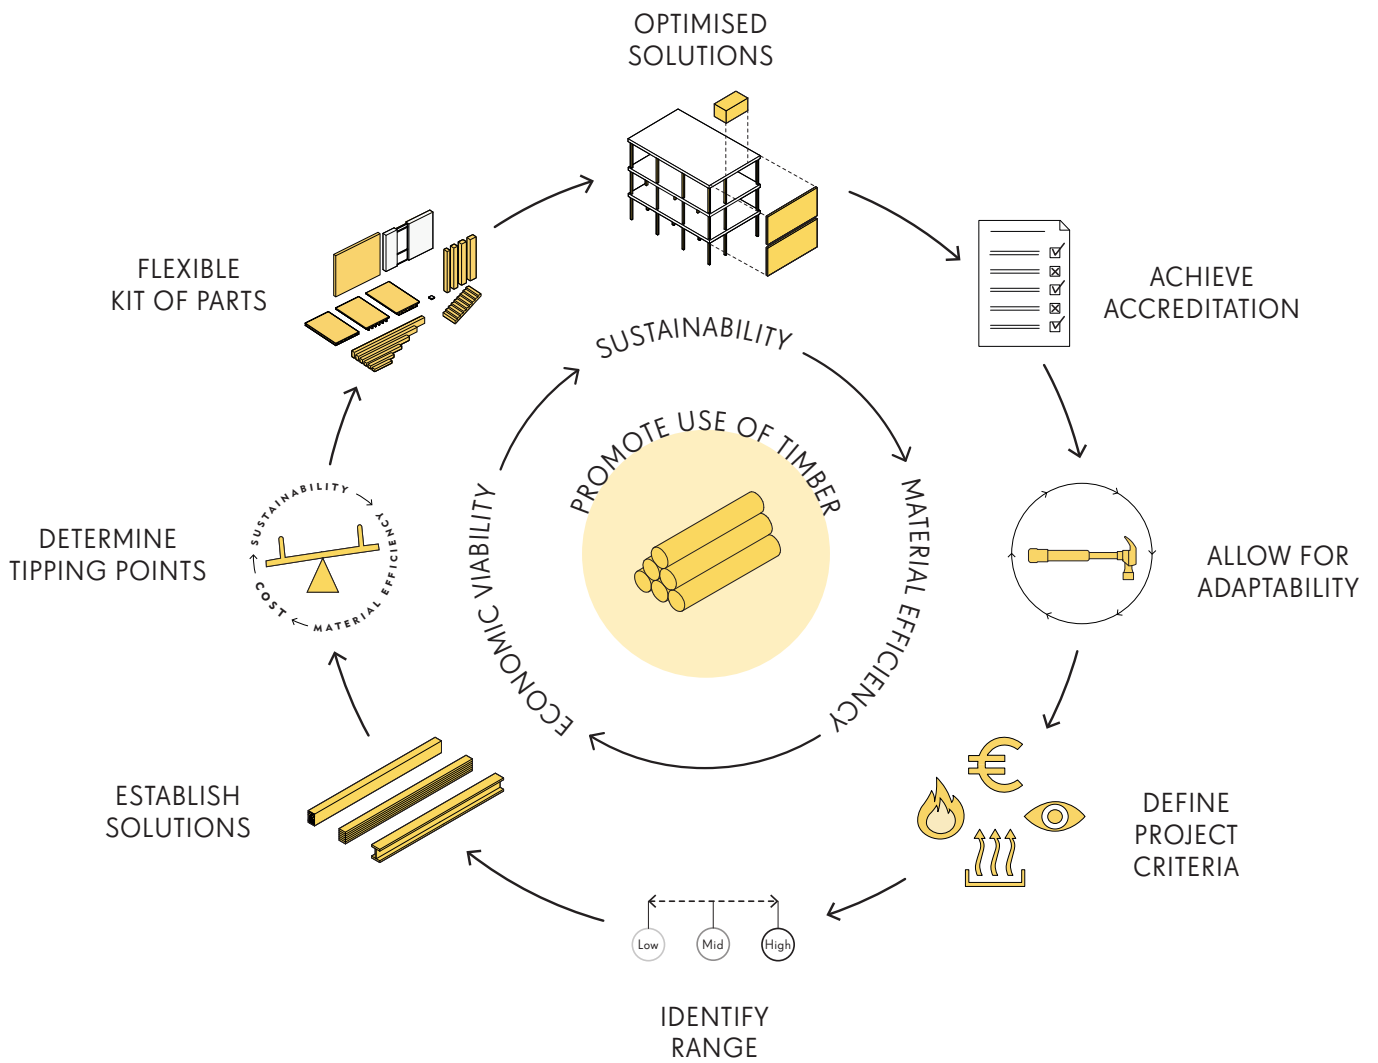 OPTIMISED
SOLUTIONS
FLEXIBLE
KIT OF PARTS
ACHIEVE
ACCREDITATION
SUSTAINABILITY
PROMOTE USE OF TIMBER
MATERIAL EFFICIENCY
ECONOMIC VIABILITY
DETERMINE
TIPPING POINTS
SUSTAINABILITY
MATERIAL EFFICIENCY
COST
ALLOW FOR
ADAPTABILITY
ESTABLISH
SOLUTIONS
DEFINE
PROJECT
CRITERIA
Low
Mid
High
IDENTIFY
RANGE